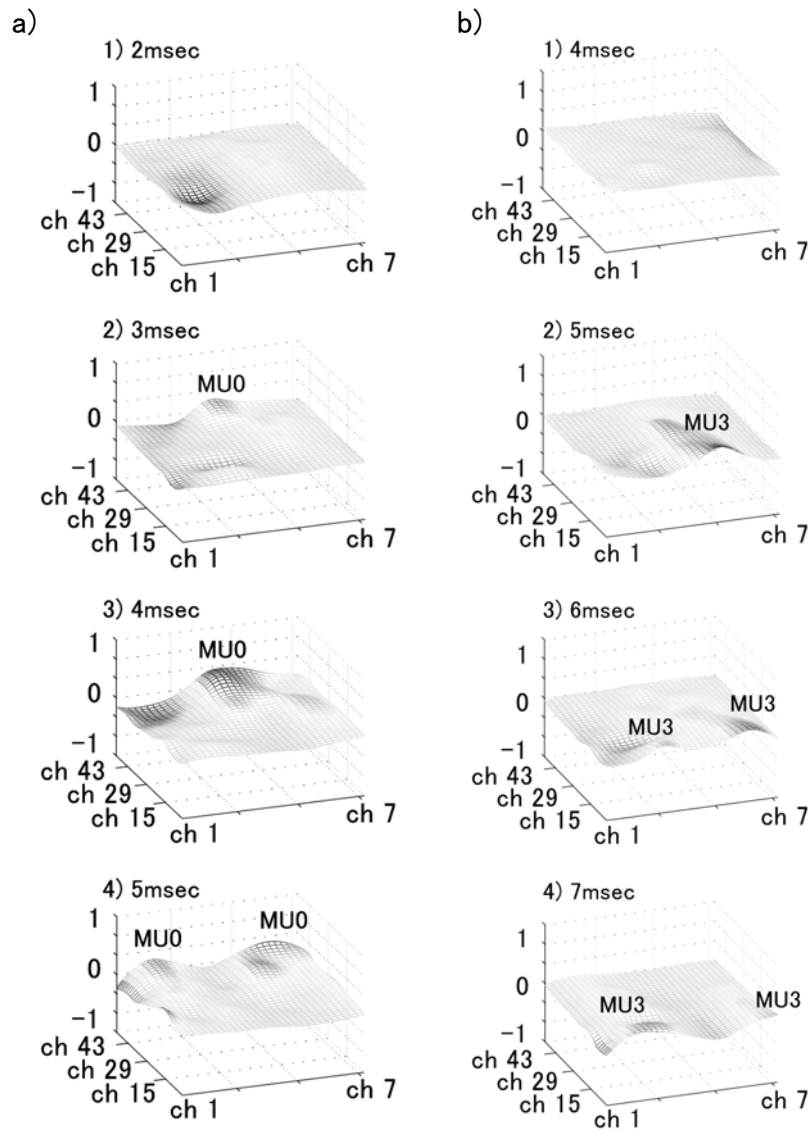 a)
1) 2msec
1
0
-1
ch 43
ch 29
ch 15
ch 1
ch 7
2) 3msec
MU0
1
0
-1
ch 43
ch 29
ch 15
ch 1
ch 7
3) 4msec
MU0
1
0
-1
ch 43
ch 29
ch 15
ch 1
ch 7
4) 5msec
MU0
MU0
1
0
-1
ch 43
ch 29
ch 15
ch 1
ch 7
b)
1) 4msec
1
0
-1
ch 43
ch 29
ch 15
ch 1
ch 7
2) 5msec
MU3
1
0
-1
ch 43
ch 29
ch 15
ch 1
ch 7
3) 6msec
MU3
MU3
1
0
-1
ch 43
ch 29
ch 15
ch 1
ch 7
4) 7msec
MU3
MU3
1
0
-1
ch 43
ch 29
ch 15
ch 1
ch 7